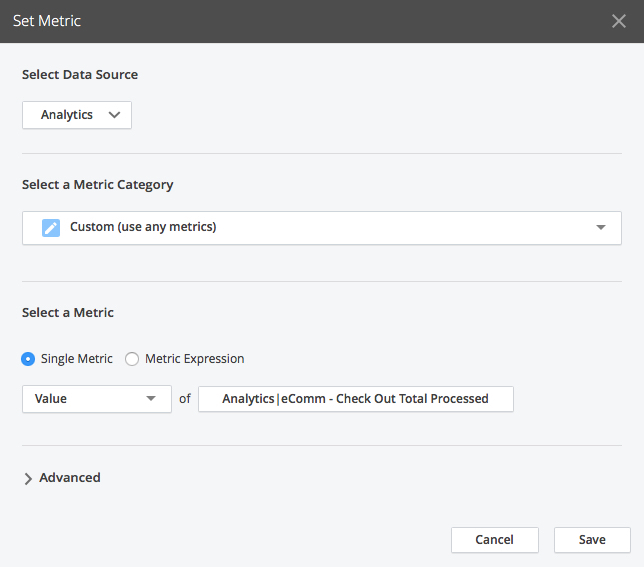 Set Metric
Select Data Source
Analytics
Select a Metric Category
Custom (use any metrics)
Select a Metric
Single Metric Metric Expression
Value of Analytics|eComm - Check Out Total Processed
Advanced
Cancel Save